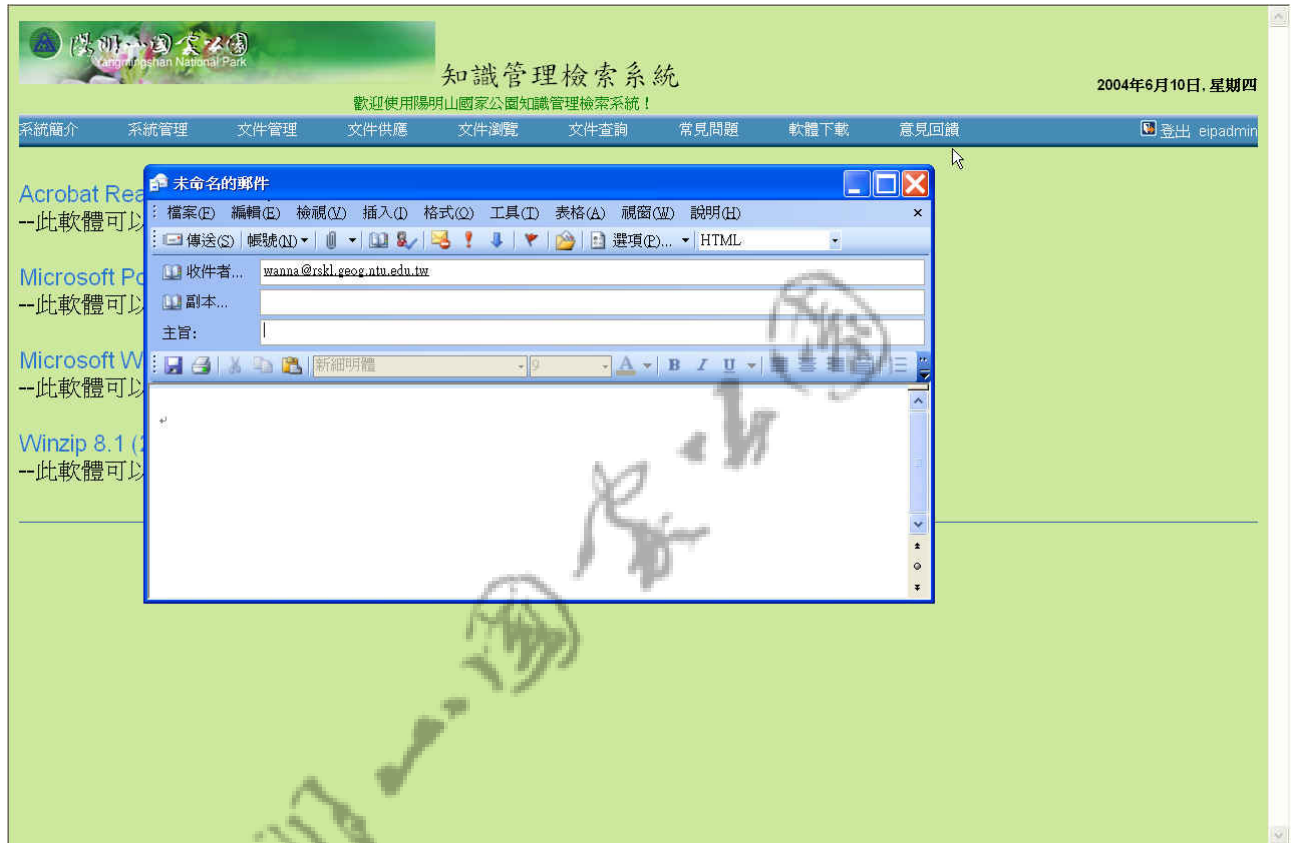 陽明山國家公園
Yangmingshan National Park
知識管理檢索系統
2004年6月10日, 星期四
歡迎使用陽明山國家公園知識管理檢索系統！
系統簡介 系統管理 文件管理 文件供應 文件瀏覽 文件查詢 常見問題 軟體下載 意見回饋 登出 eipadmin
未命名的郵件
檔案(F) 編輯(E) 檢視(V) 插入(I) 格式(O) 工具(T) 表格(A) 視窗(W) 說明(H)
傳送(S) 帳號(N) 選項(P)... HTML
收件者... wanna@rskl.geog.ntu.edu.tw
副本...
主旨:
新細明體 9 A B I U
Acrobat Rea
--此軟體可以
Microsoft Po
--此軟體可以
Microsoft W
--此軟體可以
Winzip 8.1 (2
--此軟體可以